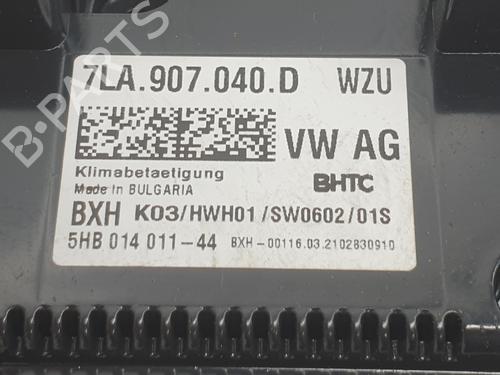 B-PARTS
7LA.907.040.D WZU
VW AG
Klimabetaetigung
Made in BULGARIA
BHTC
BXH K03/HWH01/SW0602/01S
5HB 014 011-44 BXH-00116.03.2102830910